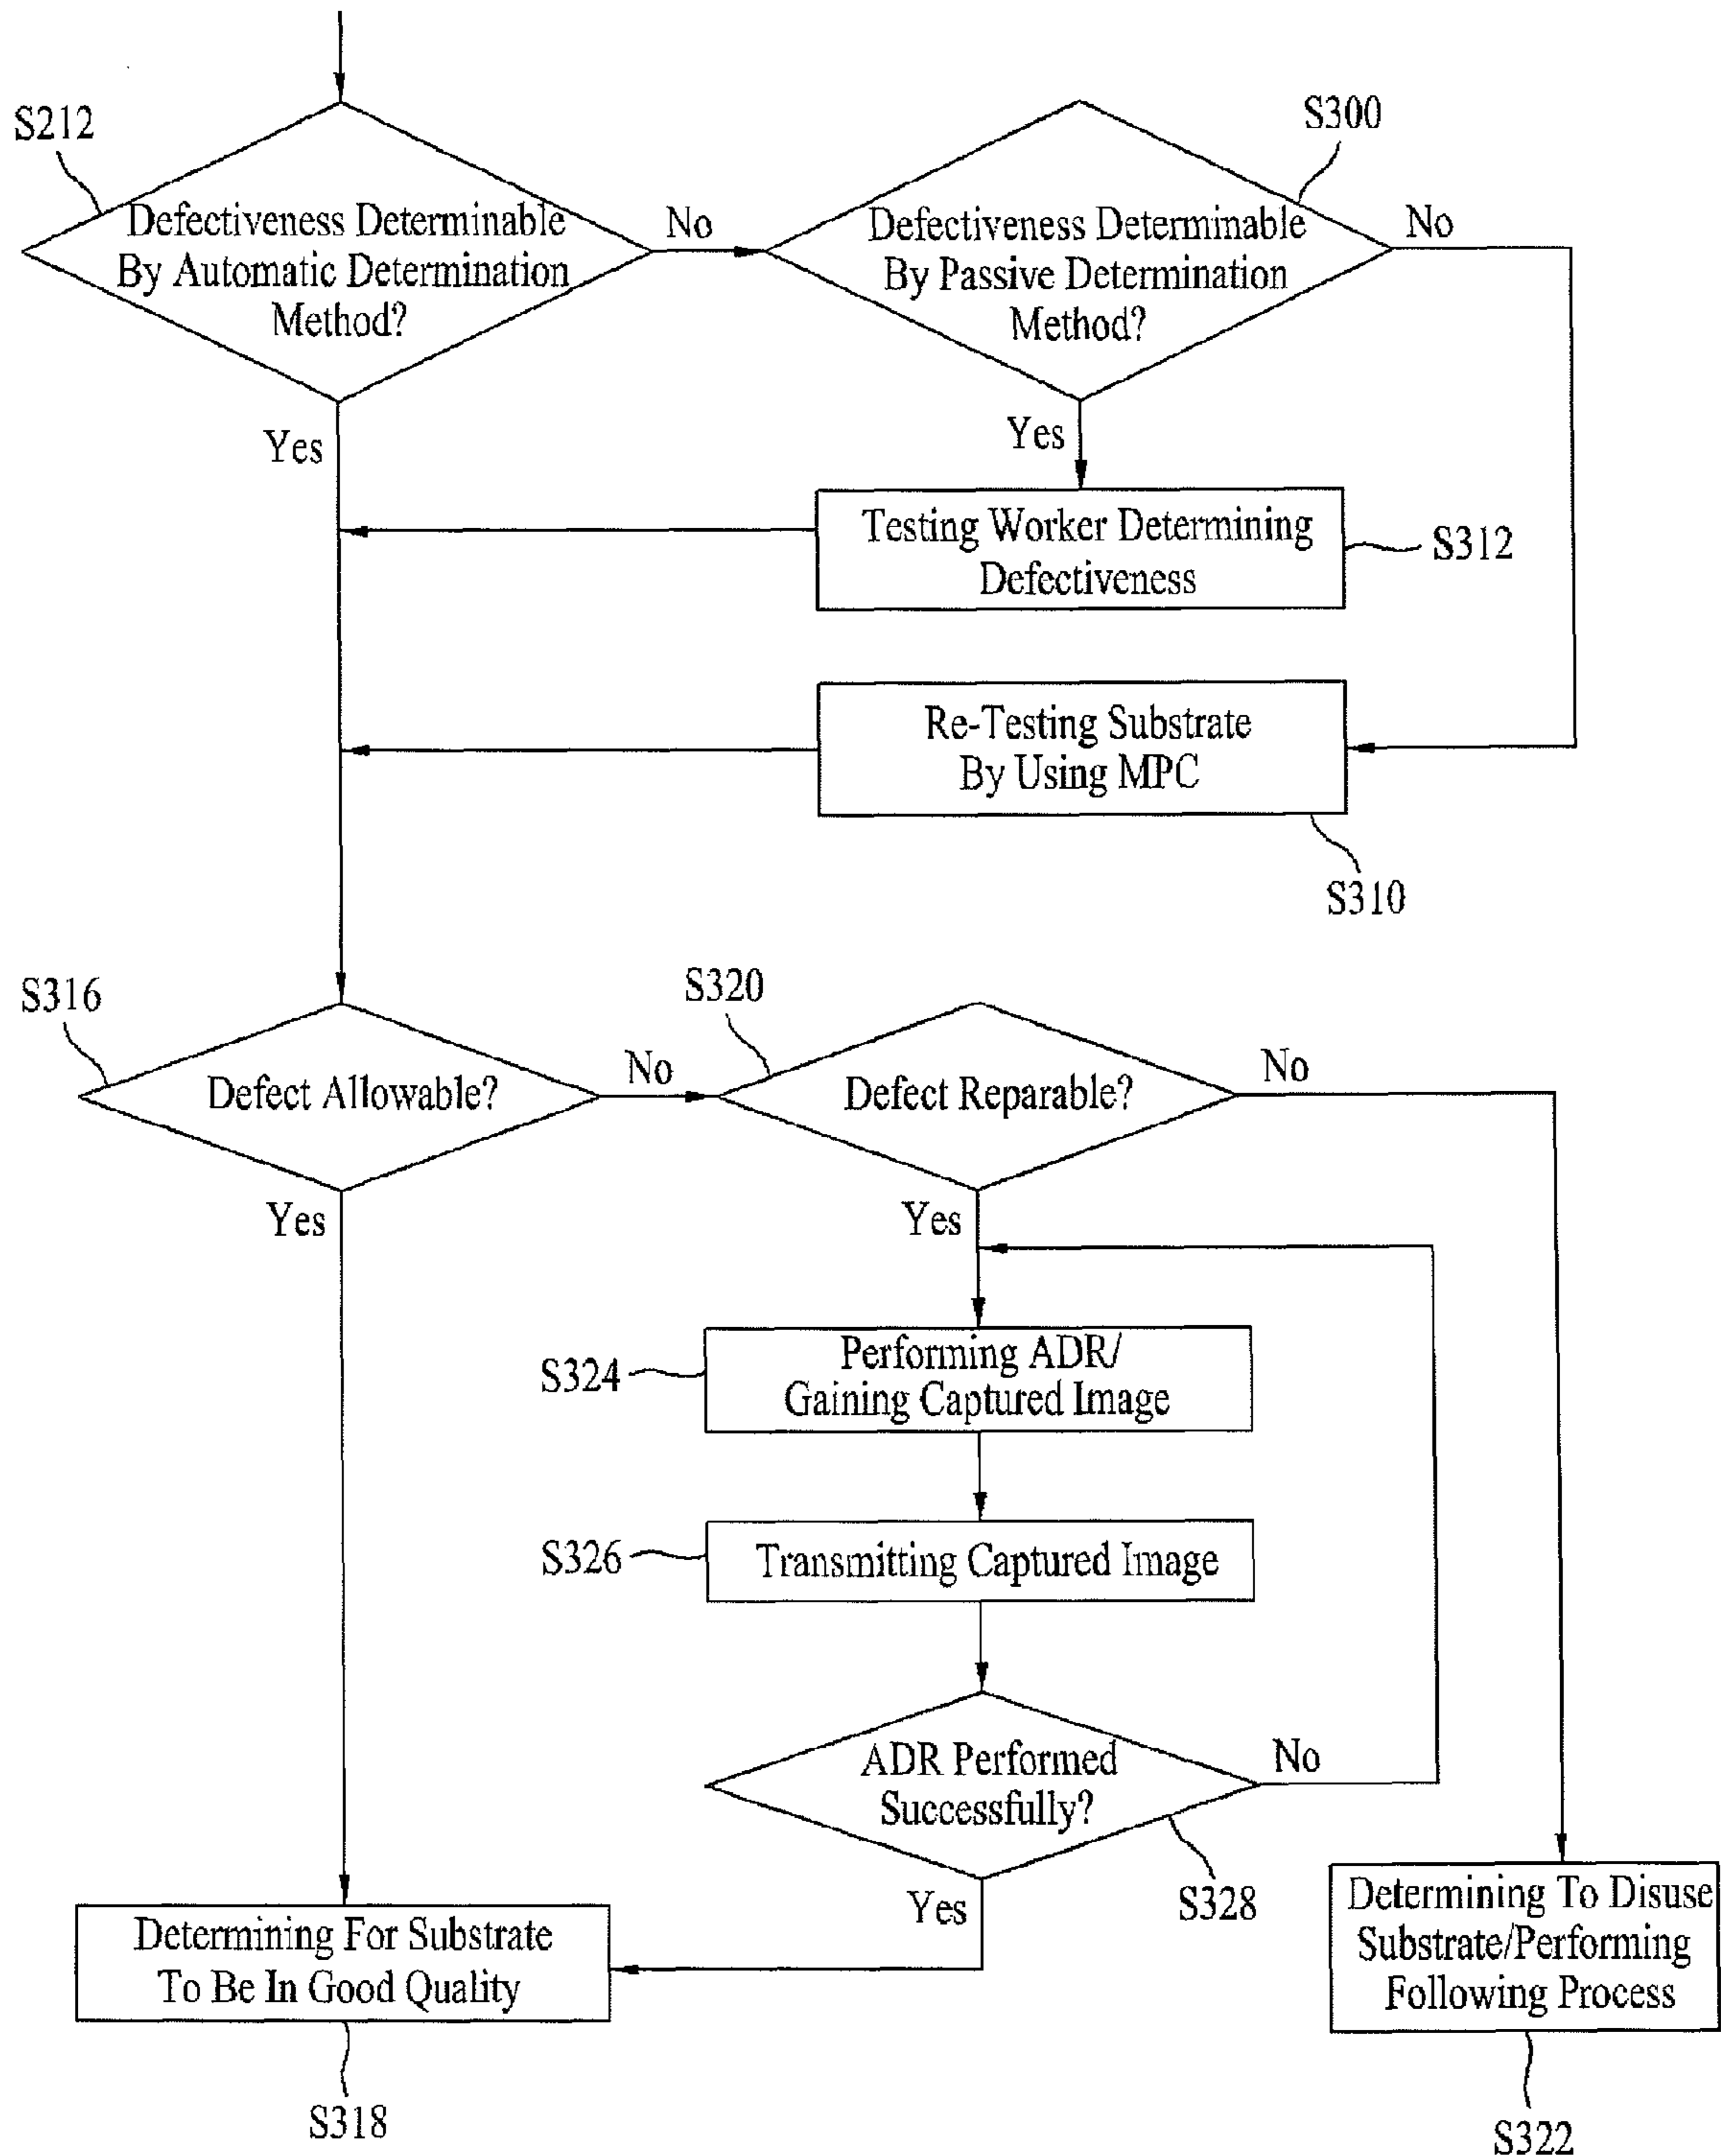 S212
S300
Defectiveness Determinable
By Automatic Determination
Method?
No
Defectiveness Determinable
By Passive Determination
Method?
No
Yes
Yes
Testing Worker Determining
Defectiveness
S312
Re-Testing Substrate
By Using MPC
S310
S316
S320
Defect Allowable?
No
Defect Reparable?
No
Yes
Yes
S324
Performing ADR/
Gaining Captured Image
S326
Transmitting Captured Image
ADR Performed
Successfully?
No
S328
Yes
Determining For Substrate
To Be In Good Quality
S318
Determining To Disuse
Substrate/Performing
Following Process
S322